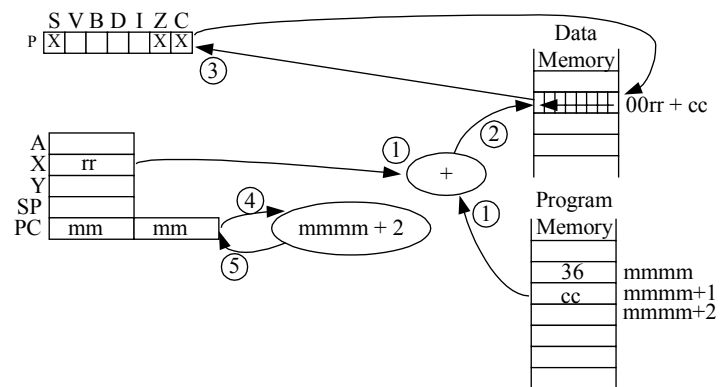 S V B D I Z C
P X X X
3
Data
Memory
00rr + cc
2
A
X rr
Y
SP
PC mm mm
1
+
4
mmmm + 2
5
1
Program
Memory
36 mmmm
cc mmmm+1
mmmm+2